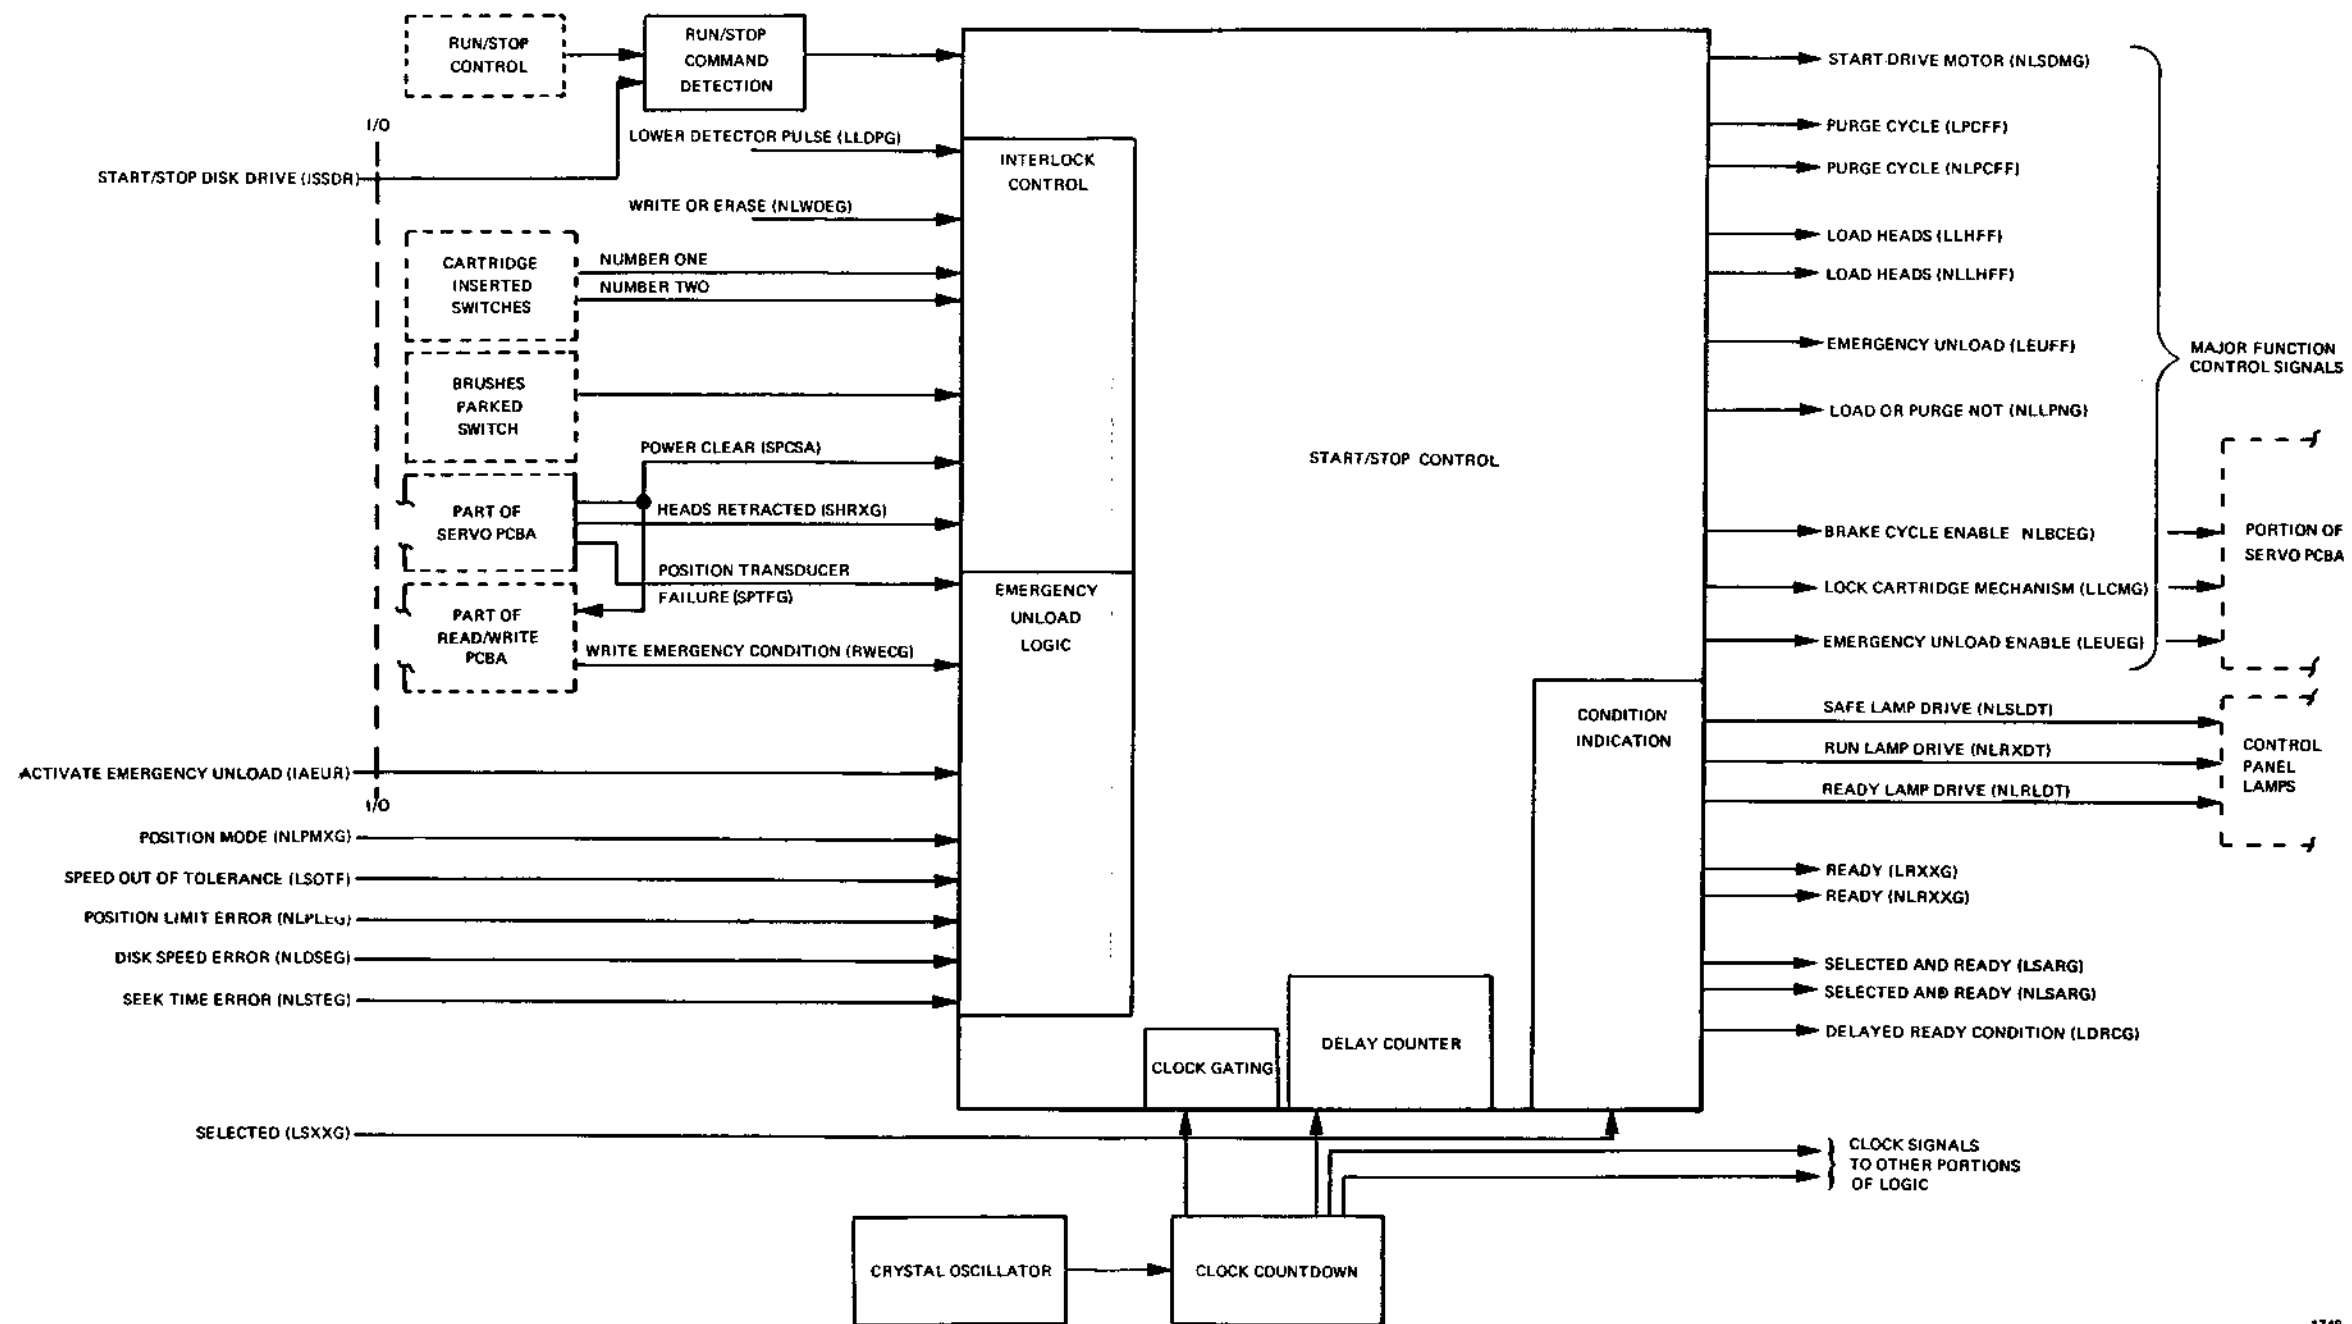 RUN/STOP
CONTROL
RUN/STOP
COMMAND
DETECTION
I/O
START/STOP DISK DRIVE (ISSDR)
LOWER DETECTOR PULSE (LLDPG)
WRITE OR ERASE (NLWOEG)
CARTRIDGE
INSERTED
SWITCHES
NUMBER ONE
NUMBER TWO
BRUSHES
PARKED
SWITCH
POWER CLEAR (SPCSA)
PART OF
SERVO PCBA
HEADS RETRACTED (SHRXG)
POSITION TRANSDUCER
FAILURE (SPTFG)
PART OF
READ/WRITE
PCBA
WRITE EMERGENCY CONDITION (RWECG)
ACTIVATE EMERGENCY UNLOAD (IAEUR)
I/O
POSITION MODE (NLPMXG)
SPEED OUT OF TOLERANCE (LSOTF)
POSITION LIMIT ERROR (NLPLEG)
DISK SPEED ERROR (NLDSEG)
SEEK TIME ERROR (NLSTEG)
SELECTED (LSXXG)
INTERLOCK
CONTROL
EMERGENCY
UNLOAD
LOGIC
START/STOP CONTROL
CLOCK GATING
DELAY COUNTER
CONDITION
INDICATION
CRYSTAL OSCILLATOR
CLOCK COUNTDOWN
START DRIVE MOTOR (NLSDMG)
PURGE CYCLE (LPCFF)
PURGE CYCLE (NLPCFF)
LOAD HEADS (LLHFF)
LOAD HEADS (NLLHFF)
EMERGENCY UNLOAD (LEUFF)
LOAD OR PURGE NOT (NLLPNG)
BRAKE CYCLE ENABLE NLBCEG)
LOCK CARTRIDGE MECHANISM (LLCMG)
EMERGENCY UNLOAD ENABLE (LEUEG)
MAJOR FUNCTION
CONTROL SIGNALS
PORTION OF
SERVO PCBA
SAFE LAMP DRIVE (NLSLDT)
RUN LAMP DRIVE (NLRXDT)
READY LAMP DRIVE (NLRLDT)
CONTROL
PANEL
LAMPS
READY (LRXXG)
READY (NLRXXG)
SELECTED AND READY (LSARG)
SELECTED AND READY (NLSARG)
DELAYED READY CONDITION (LDRCG)
CLOCK SIGNALS
TO OTHER PORTIONS
OF LOGIC